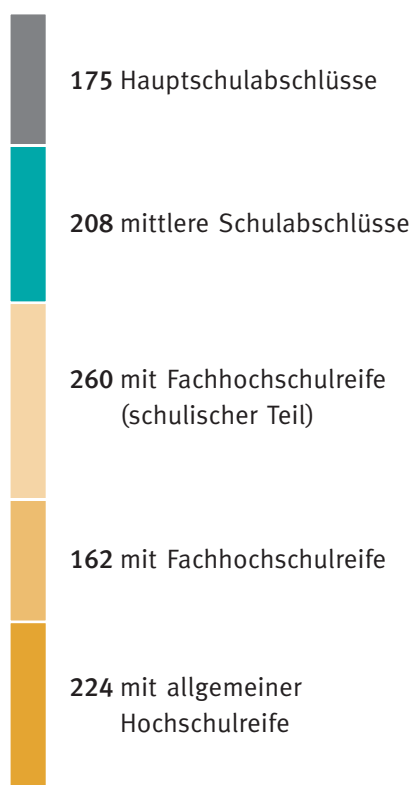 175 Hauptschulabschlüsse
208 mittlere Schulabschlüsse
260 mit Fachhochschulreife
(schulischer Teil)
162 mit Fachhochschulreife
224 mit allgemeiner
Hochschulreife